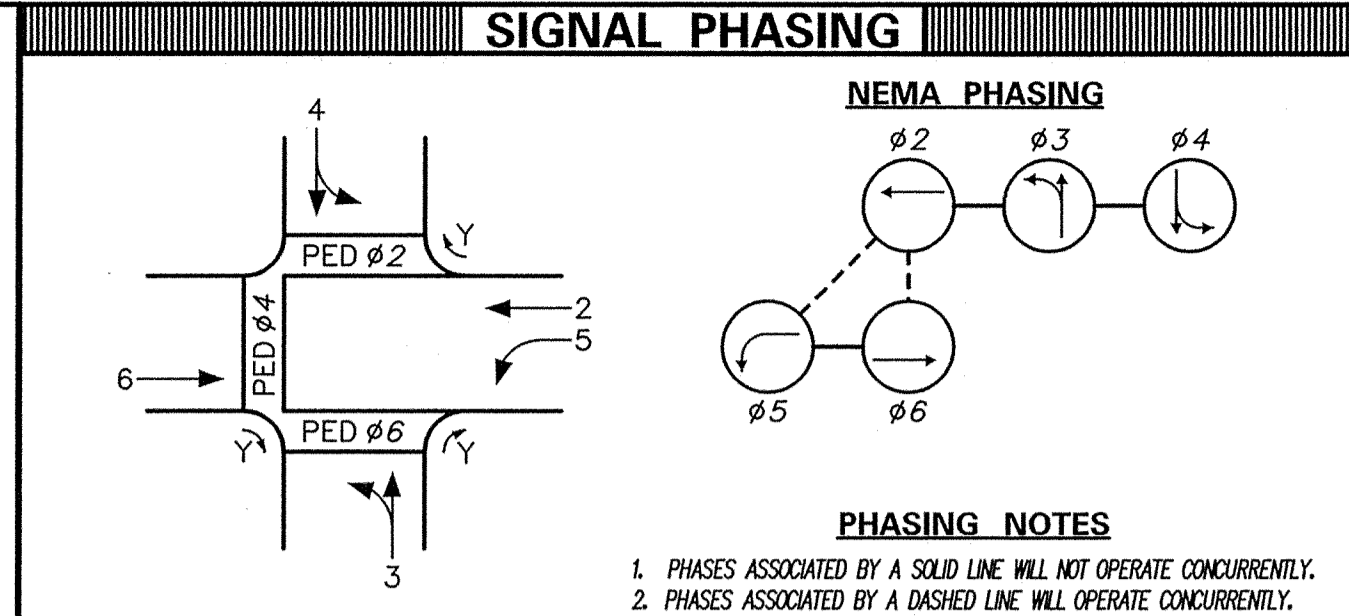 SIGNAL PHASING
4
Y
PED ø2
2
5
PED ø4
6
Y
PED ø6
Y
3
NEMA PHASING
ø2 ø3 ø4
ø5 ø6
PHASING NOTES
1. PHASES ASSOCIATED BY A SOLID LINE WILL NOT OPERATE CONCURRENTLY.
2. PHASES ASSOCIATED BY A DASHED LINE WILL OPERATE CONCURRENTLY.